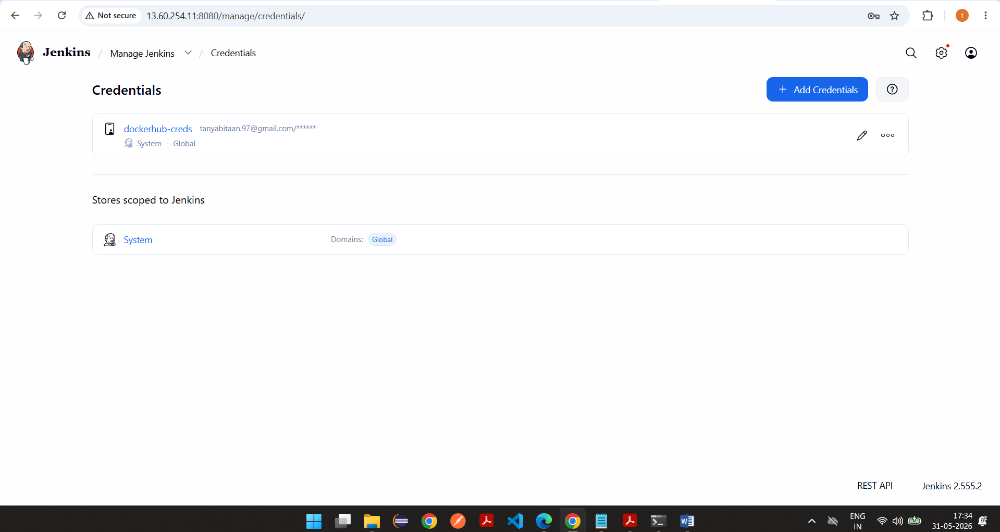 Not secure 13.60.254.11:8080/manage/credentials/
t
Jenkins / Manage Jenkins / Credentials
Credentials
+ Add Credentials
dockerhub-creds tanyabitaan.97@gmail.com/******
System - Global
Stores scoped to Jenkins
System Domains: Global
REST API Jenkins 2.555.2
ENG
IN
17:34
31-05-2026